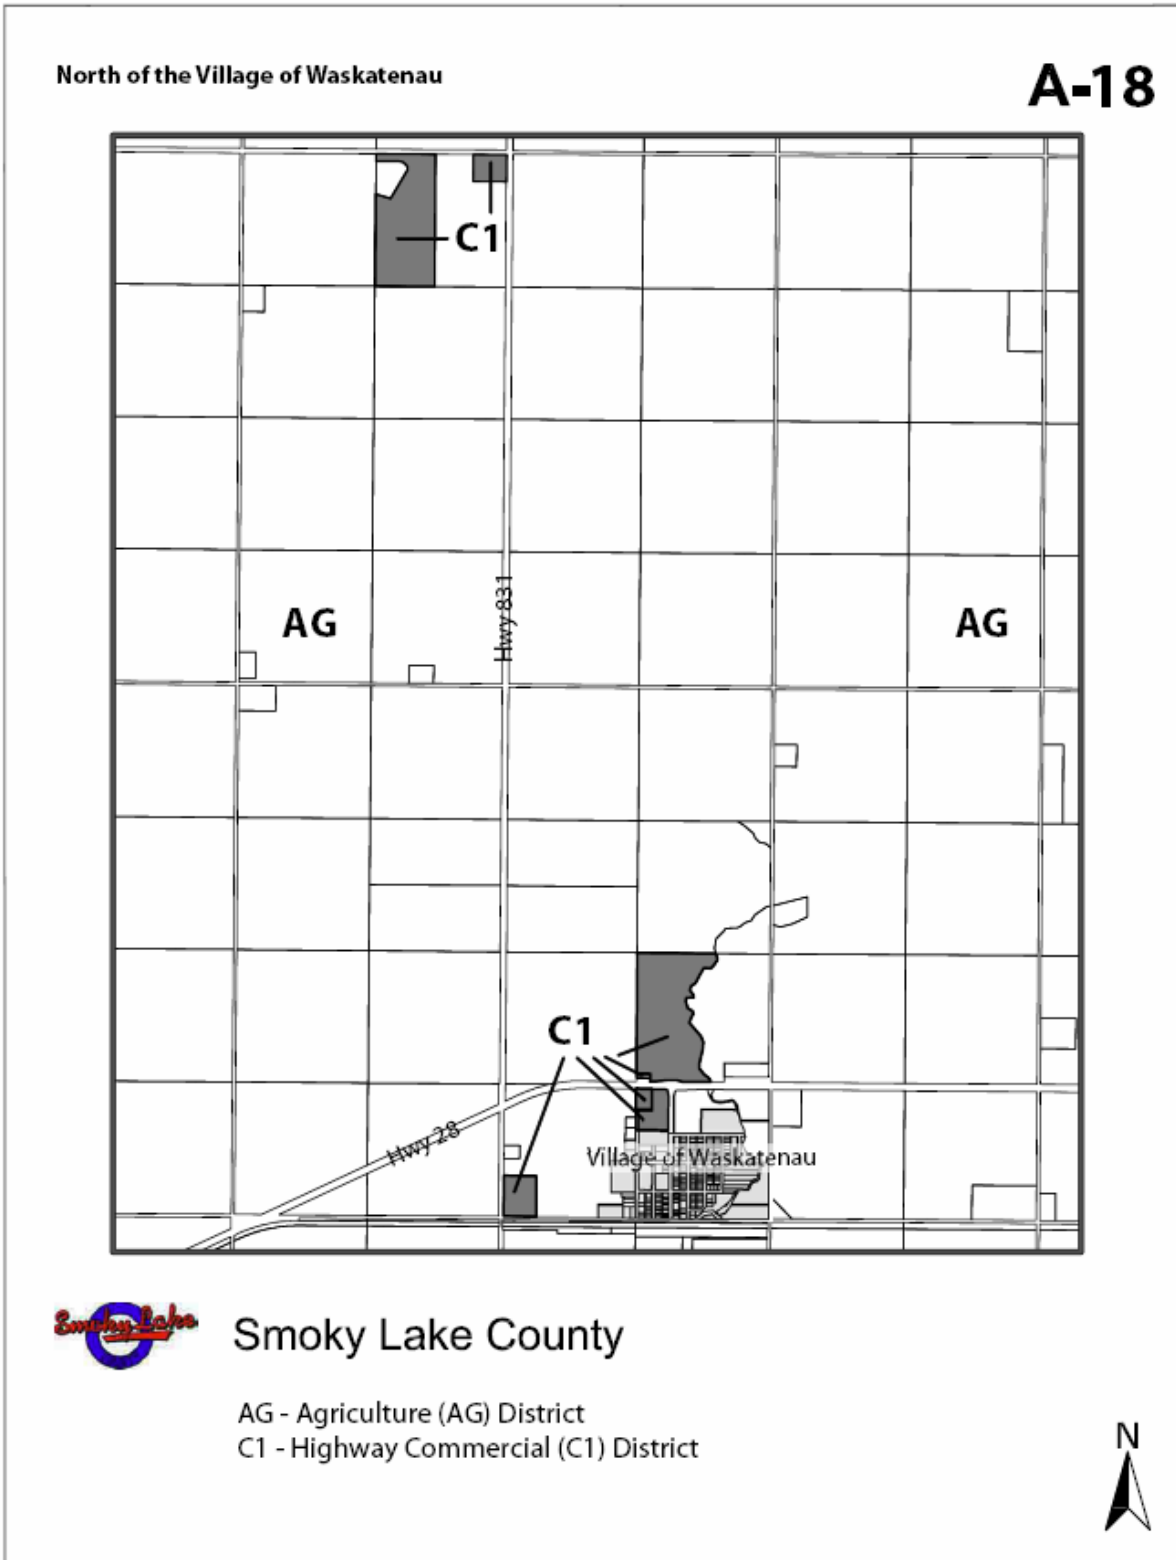 North of the Village of Waskatenau
A-18
C1
Hwy 831
AG
AG
C1
Hwy 28
Village of Waskatenau
Smoky Lake
Smoky Lake County
AG - Agriculture (AG) District
C1 - Highway Commercial (C1) District
N